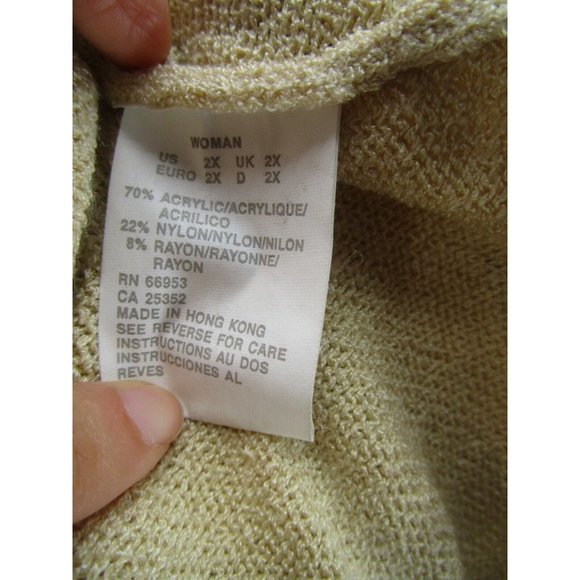 WOMAN
US 2X UK 2X
EURO 2X D 2X
70% ACRYLIC/ACRYLIQUE/
ACRILICO
22% NYLON/NYLON/NILON
8% RAYON/RAYONNE/
RAYON
RN 66953
CA 25352
MADE IN HONG KONG
SEE REVERSE FOR CARE
INSTRUCTIONS AU DOS
INSTRUCCIONES AL
REVES